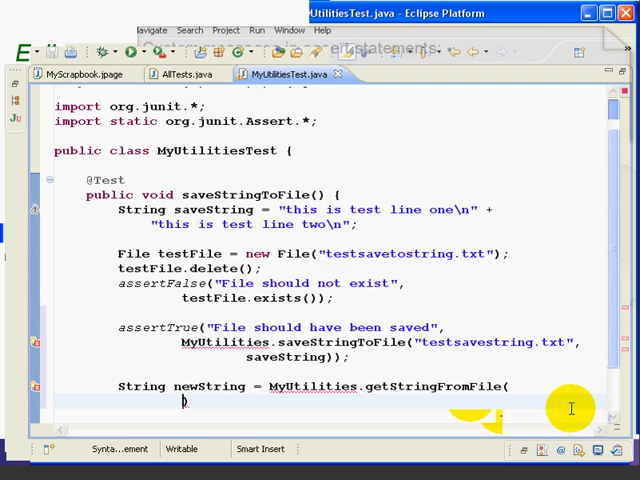 MyUtilitiesTest.java - Eclipse Platform
Navigate Search Project Run Window Help
MyScrapbook.jpage AllTests.java MyUtilitiesTest.java
import org.junit.*;
import static org.junit.Assert.*;
public class MyUtilitiesTest {
@Test
public void saveStringToFile() {
String saveString = "this is test line one\n" +
"this is test line two\n";
File testFile = new File("testsavetostring.txt");
testFile.delete();
assertFalse("File should not exist",
testFile.exists());
assertTrue("File should have been saved",
MyUtilities.saveStringToFile("testsavestring.txt",
saveString));
String newString = MyUtilities.getStringFromFile(
)
Synta...ement Writable Smart Insert